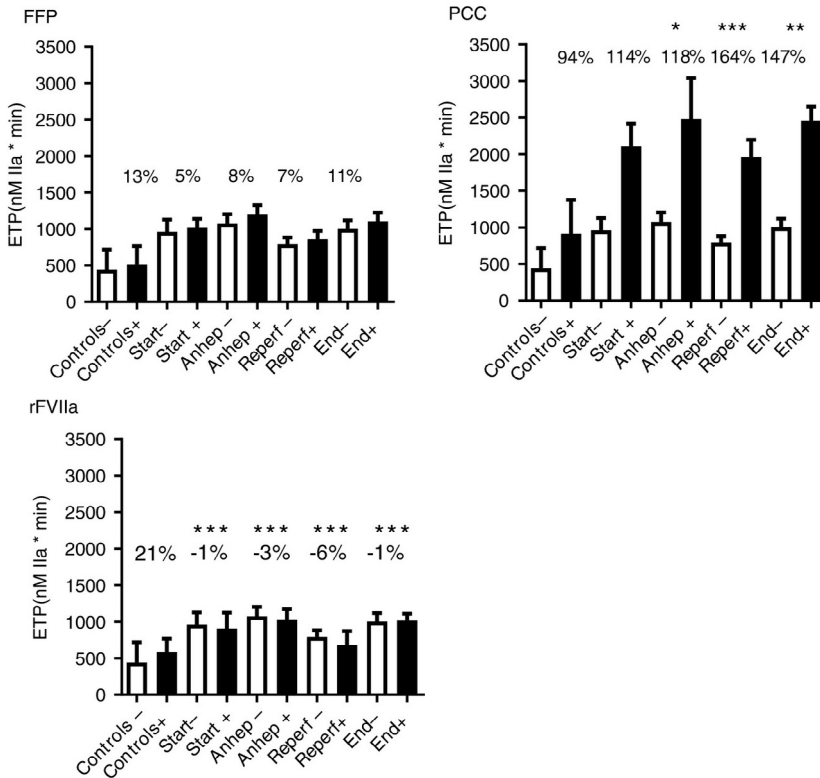 FFP
3500
3000
2500
2000
1500
1000
500
0
ETP(nM IIa * min)
13% 5% 8% 7% 11%
Controls–
Controls+
Start–
Start +
Anhep –
Anhep +
Reperf –
Reperf+
End–
End+
PCC
* *** **
94% 114% 118% 164% 147%
3500
3000
2500
2000
1500
1000
500
0
ETP(nM IIa * min)
Controls–
Controls +
Start–
Start +
Anhep –
Anhep +
Reperf –
Reperf+
End–
End+
rFVIIa
3500
3000
2500
2000
1500
1000
500
0
ETP(nM IIa * min)
*** *** *** ***
21% -1% -3% -6% -1%
Controls –
Controls+
Start–
Start +
Anhep –
Anhep +
Reperf –
Reperf+
End–
End+